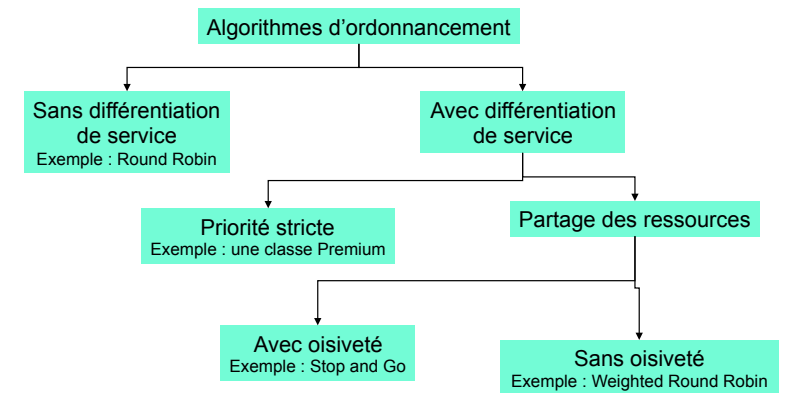 Algorithmes d'ordonnancement
Sans différentiation
de service
Exemple : Round Robin
Avec différentiation
de service
Priorité stricte
Exemple : une classe Premium
Partage des ressources
Avec oisiveté
Exemple : Stop and Go
Sans oisiveté
Exemple : Weighted Round Robin